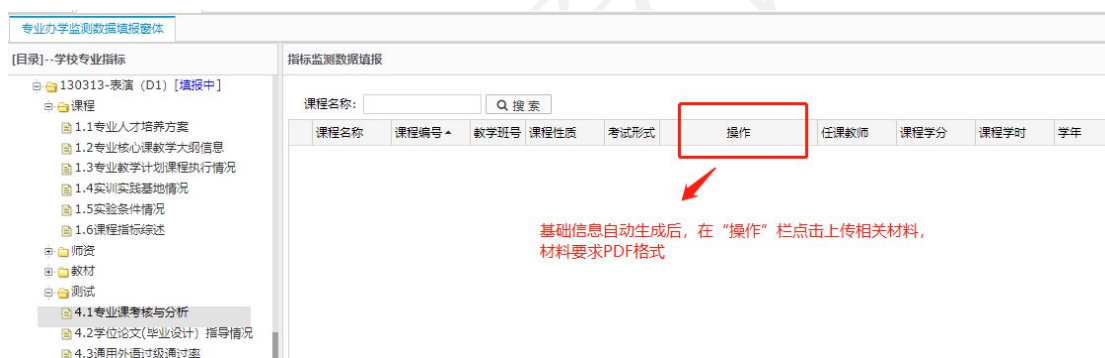 专业办学监测数据填报窗体
[目录]--学校专业指标
指标监测数据填报
130313-表演（D1）[填报中]
课程
1.1专业人才培养方案
1.2专业核心课教学大纲信息
1.3专业教学计划课程执行情况
1.4实训实践基地情况
1.5实验条件情况
1.6课程指标综述
师资
教材
测试
4.1专业课考核与分析
4.2学位论文(毕业设计）指导情况
4.3通用外语过级通过率
课程名称： 搜 索
课程名称 课程编号 教学班号 课程性质 考试形式 操作 任课教师 课程学分 课程学时 学年
基础信息自动生成后，在“操作”栏点击上传相关材料，
材料要求PDF格式